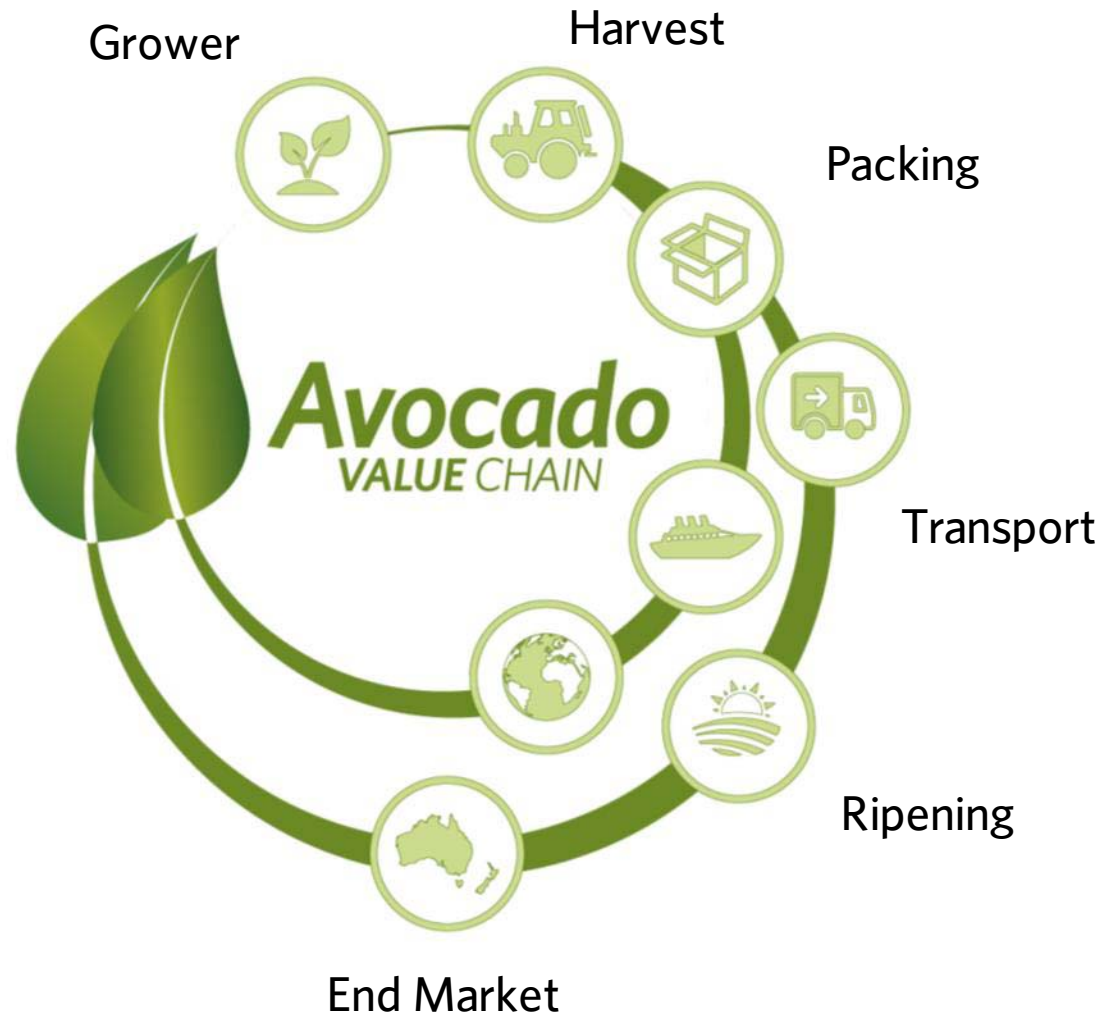 Grower
Harvest
Packing
Avocado
VALUE CHAIN
Transport
Ripening
End Market